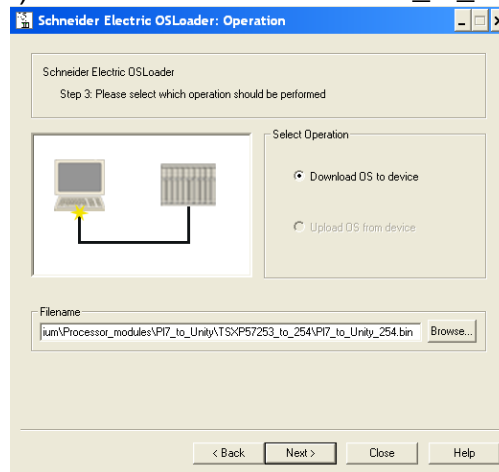 Schneider Electric OSLoader: Operation
Schneider Electric OSLoader
Step 3: Please select which operation should be performed
Select Operation
Download OS to device
Upload OS from device
Filename
ium\Processor_modules\Pl7_to_Unity\TSXP57253_to_254\Pl7_to_Unity_254.bin
Browse...
< Back
Next >
Close
Help